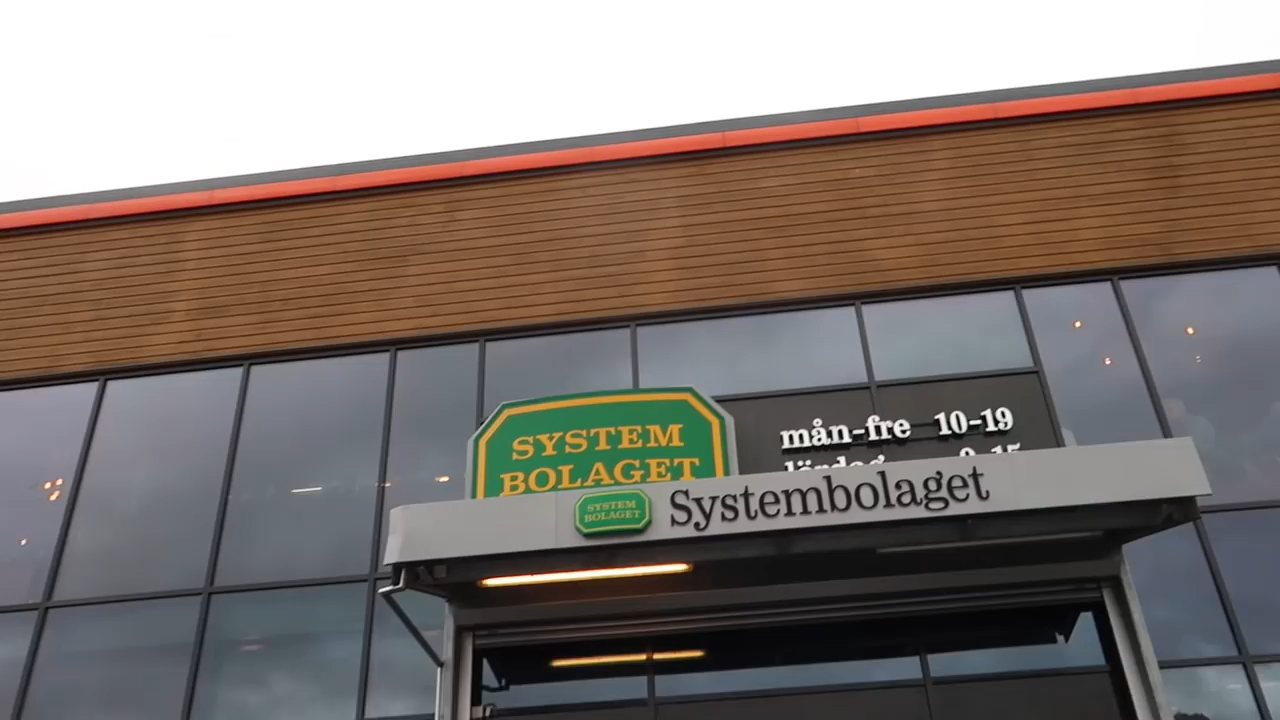 SYSTEM
BOLAGET
mån-fre 10-19
SYSTEM
BOLAGET
Systembolaget